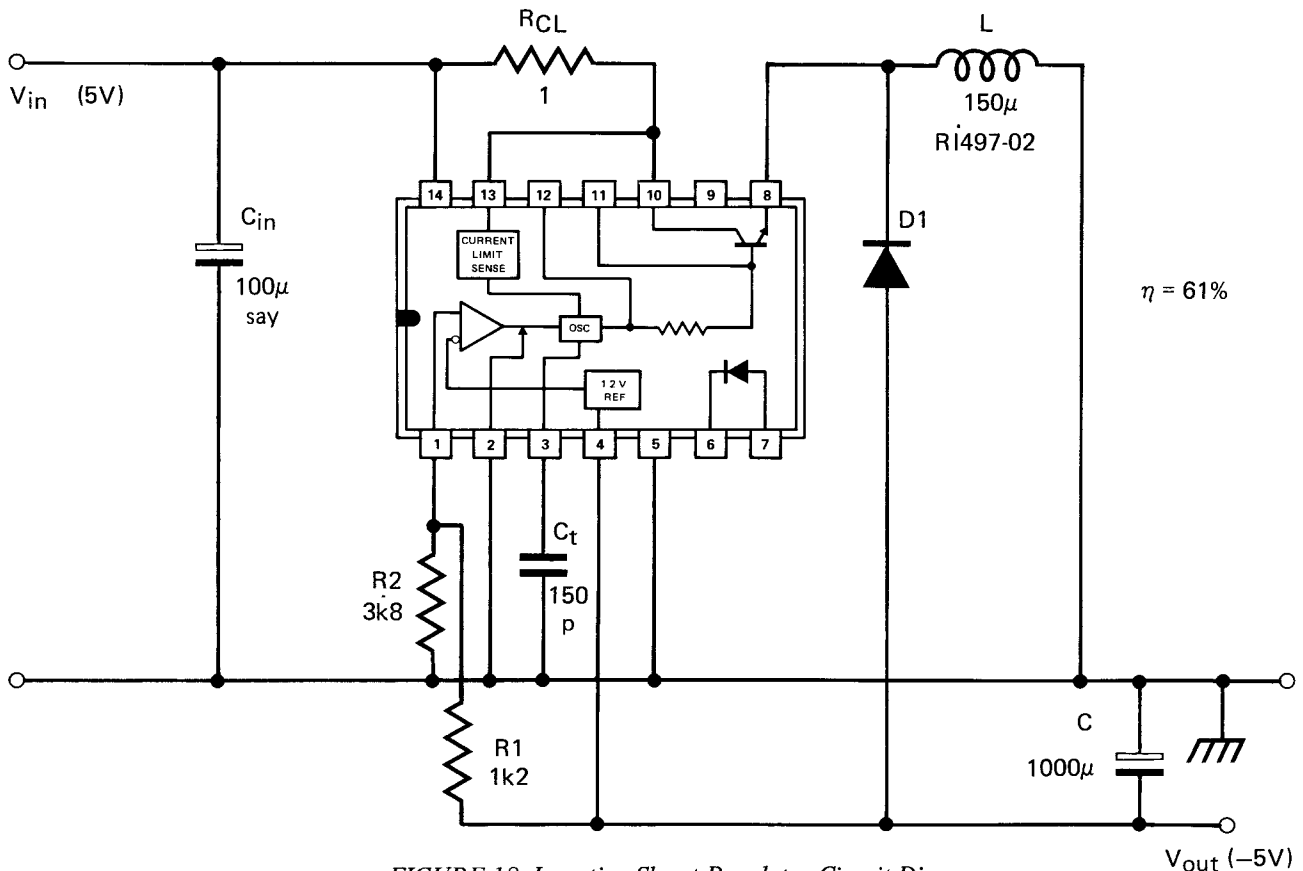 RCL
1
L
Vin (5V)
150μ
RI497-02
14 13 12 11 10 9 8
Cin
100μ
say
CURRENT
LIMIT
SENSE
D1
η = 61%
OSC
1 2 V
REF
1 2 3 4 5 6 7
Ct
150
p
R2
3k8
R1
1k2
C
1000μ
Vout (−5V)